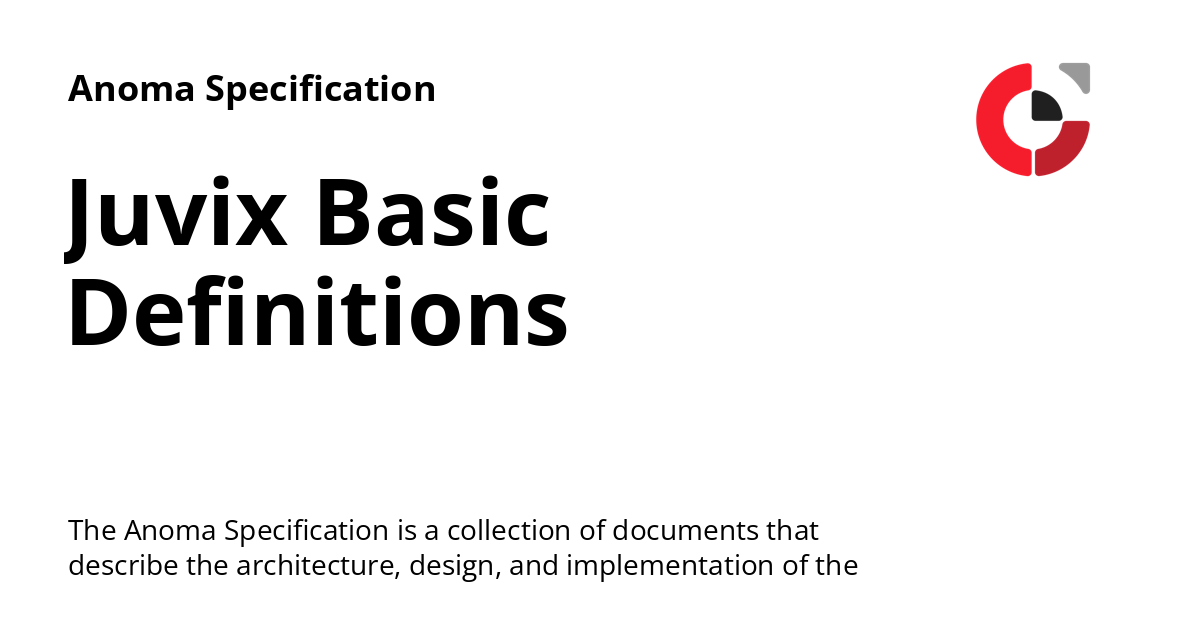 Anoma Specification
Juvix Basic
Definitions
The Anoma Specification is a collection of documents that
describe the architecture, design, and implementation of the